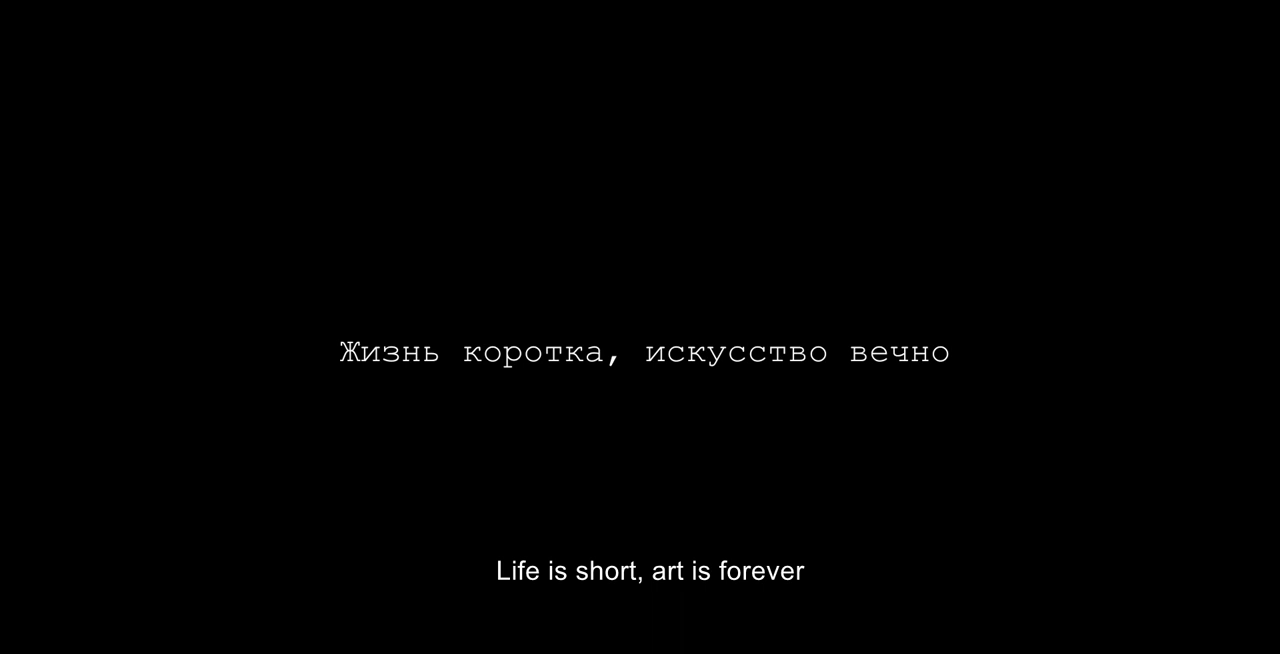 Жизнь коротка, искусство вечно
Life is short, art is forever